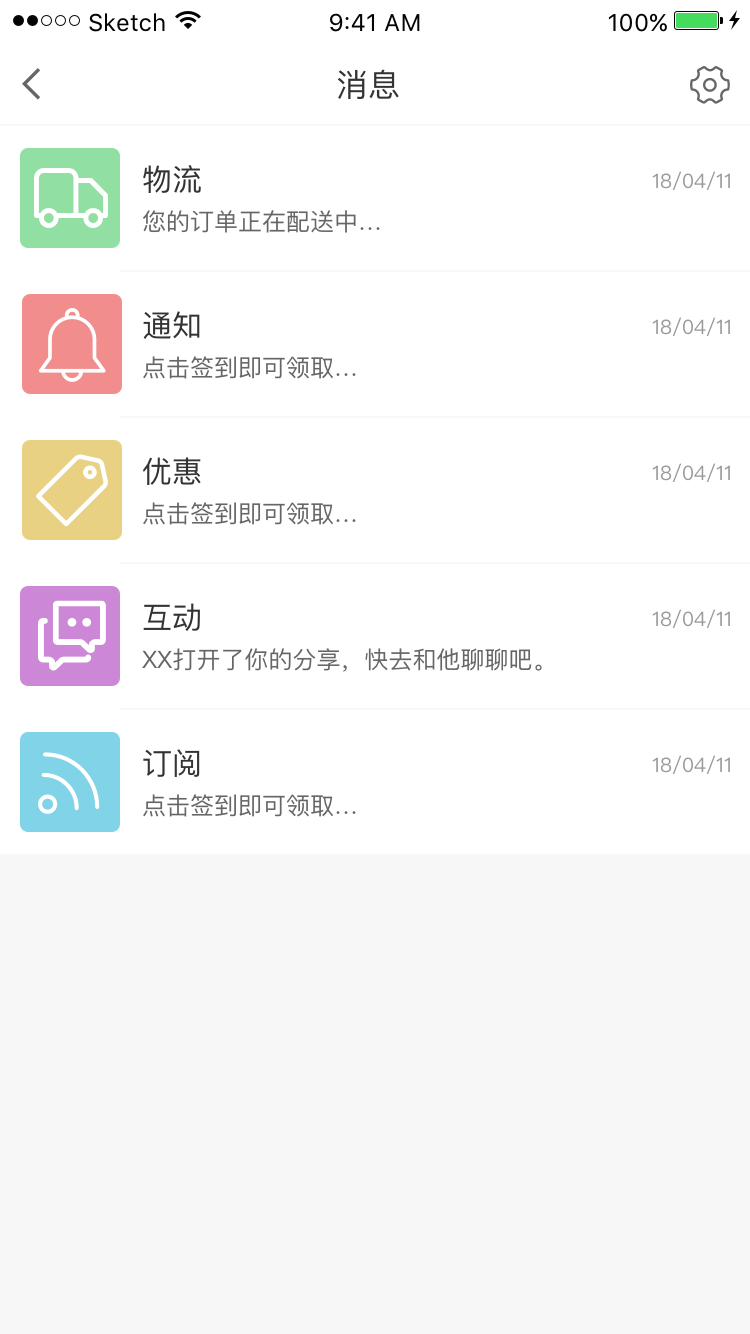 Sketch 9:41 AM 100%
消息
物流 18/04/11
您的订单正在配送中...
通知 18/04/11
点击签到即可领取...
优惠 18/04/11
点击签到即可领取...
互动 18/04/11
XX打开了你的分享，快去和他聊聊吧。
订阅 18/04/11
点击签到即可领取...